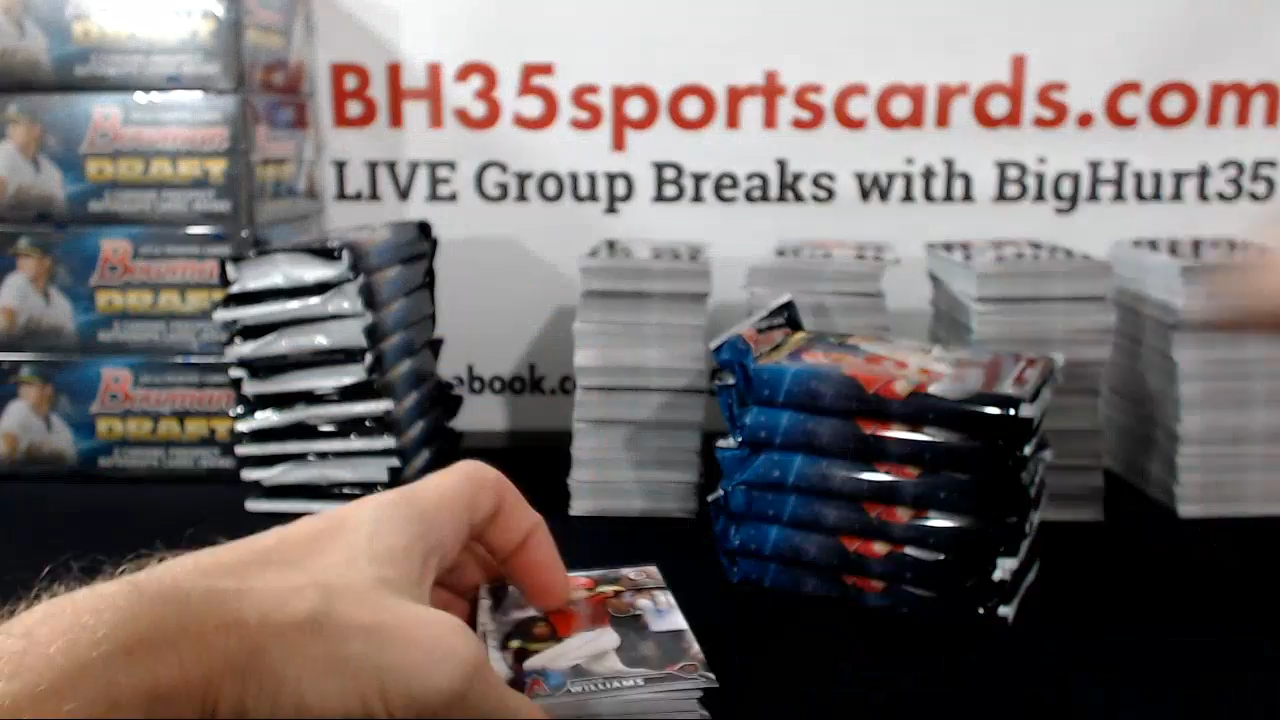 BH35sportscards.com
LIVE Group Breaks with BigHurt35
Bowman
DRAFT
Bowman
DRAFT
Bowman
DRAFT
ebook.c
WILLIAMS